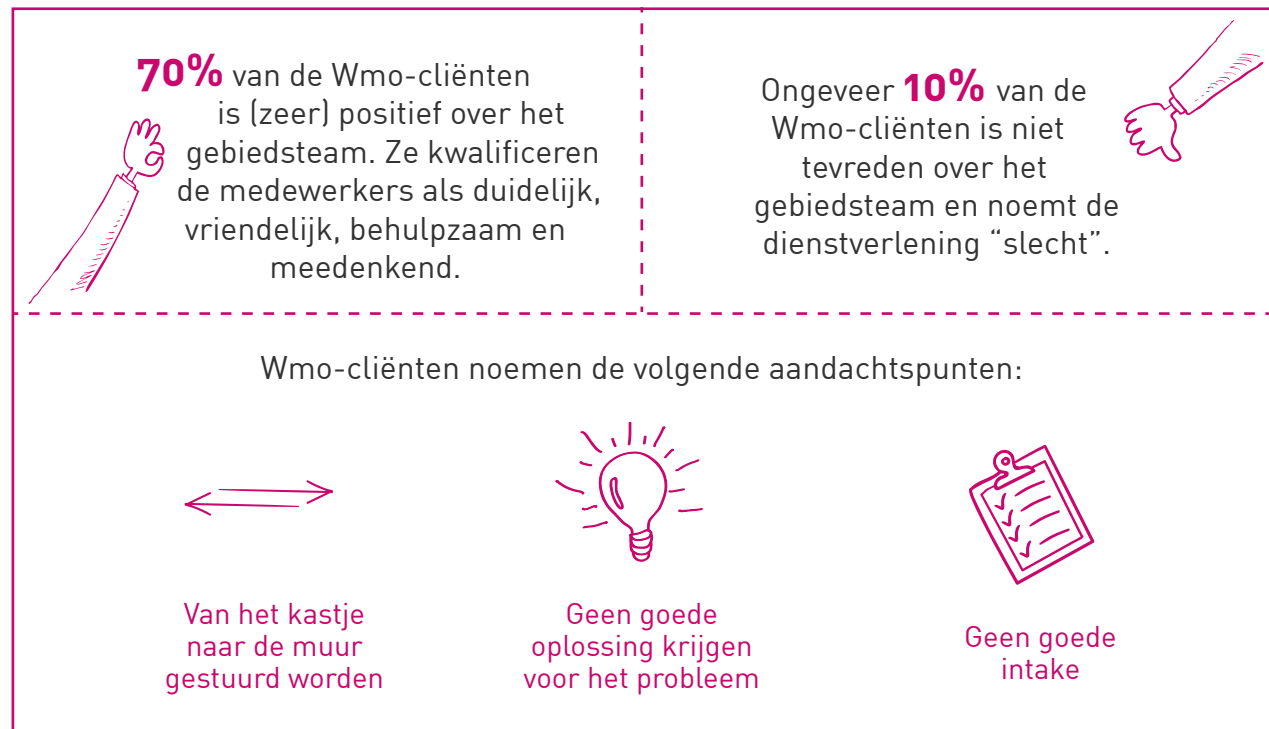 70% van de Wmo-cliënten
is (zeer) positief over het
gebiedsteam. Ze kwalificeren
de medewerkers als duidelijk,
vriendelijk, behulpzaam en
meedenkend.
Ongeveer 10% van de
Wmo-cliënten is niet
tevreden over het
gebiedsteam en noemt de
dienstverlening “slecht”.
Wmo-cliënten noemen de volgende aandachtspunten:
Van het kastje
naar de muur
gestuurd worden
Geen goede
oplossing krijgen
voor het probleem
Geen goede
intake